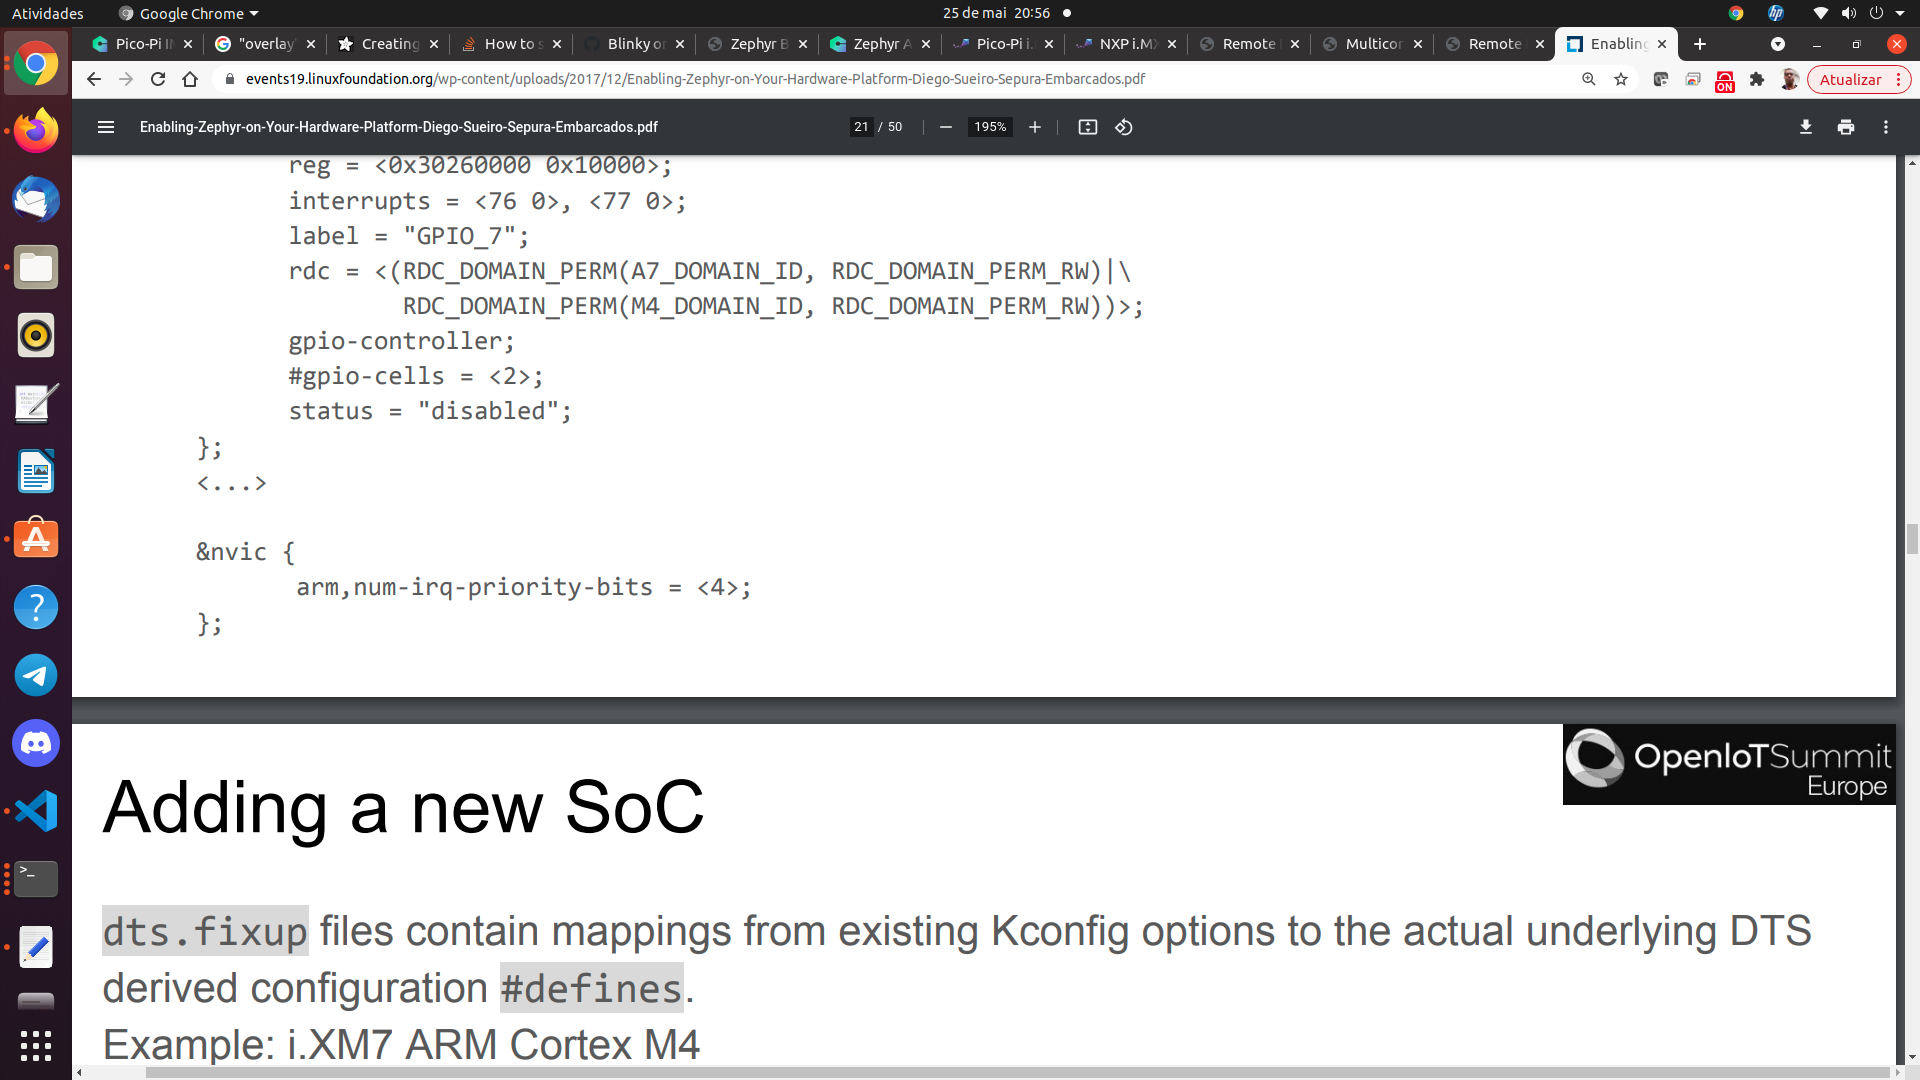 Atividades
Google Chrome
25 de mai 20:56
hp
Pico-Pi IM
"overlay
Creating
How to s
Blinky or
Zephyr B
Zephyr A
Pico-Pi i.
NXP i.MX
Remote
Multicor
Remote
Enabling
events19.linuxfoundation.org/wp-content/uploads/2017/12/Enabling-Zephyr-on-Your-Hardware-Platform-Diego-Sueiro-Sepura-Embarcados.pdf
ON
Atualizar
Enabling-Zephyr-on-Your-Hardware-Platform-Diego-Sueiro-Sepura-Embarcados.pdf
21 / 50
195%
reg = <0x30260000 0x10000>;
interrupts = <76 0>, <77 0>;
label = "GPIO_7";
rdc = <(RDC_DOMAIN_PERM(A7_DOMAIN_ID, RDC_DOMAIN_PERM_RW)|\
RDC_DOMAIN_PERM(M4_DOMAIN_ID, RDC_DOMAIN_PERM_RW))>;
gpio-controller;
#gpio-cells = <2>;
status = "disabled";
};
<...>
&nvic {
arm,num-irq-priority-bits = <4>;
};
OpenIoTSummit
Europe
Adding a new SoC
dts.fixup files contain mappings from existing Kconfig options to the actual underlying DTS
derived configuration #defines.
Example: i.XM7 ARM Cortex M4